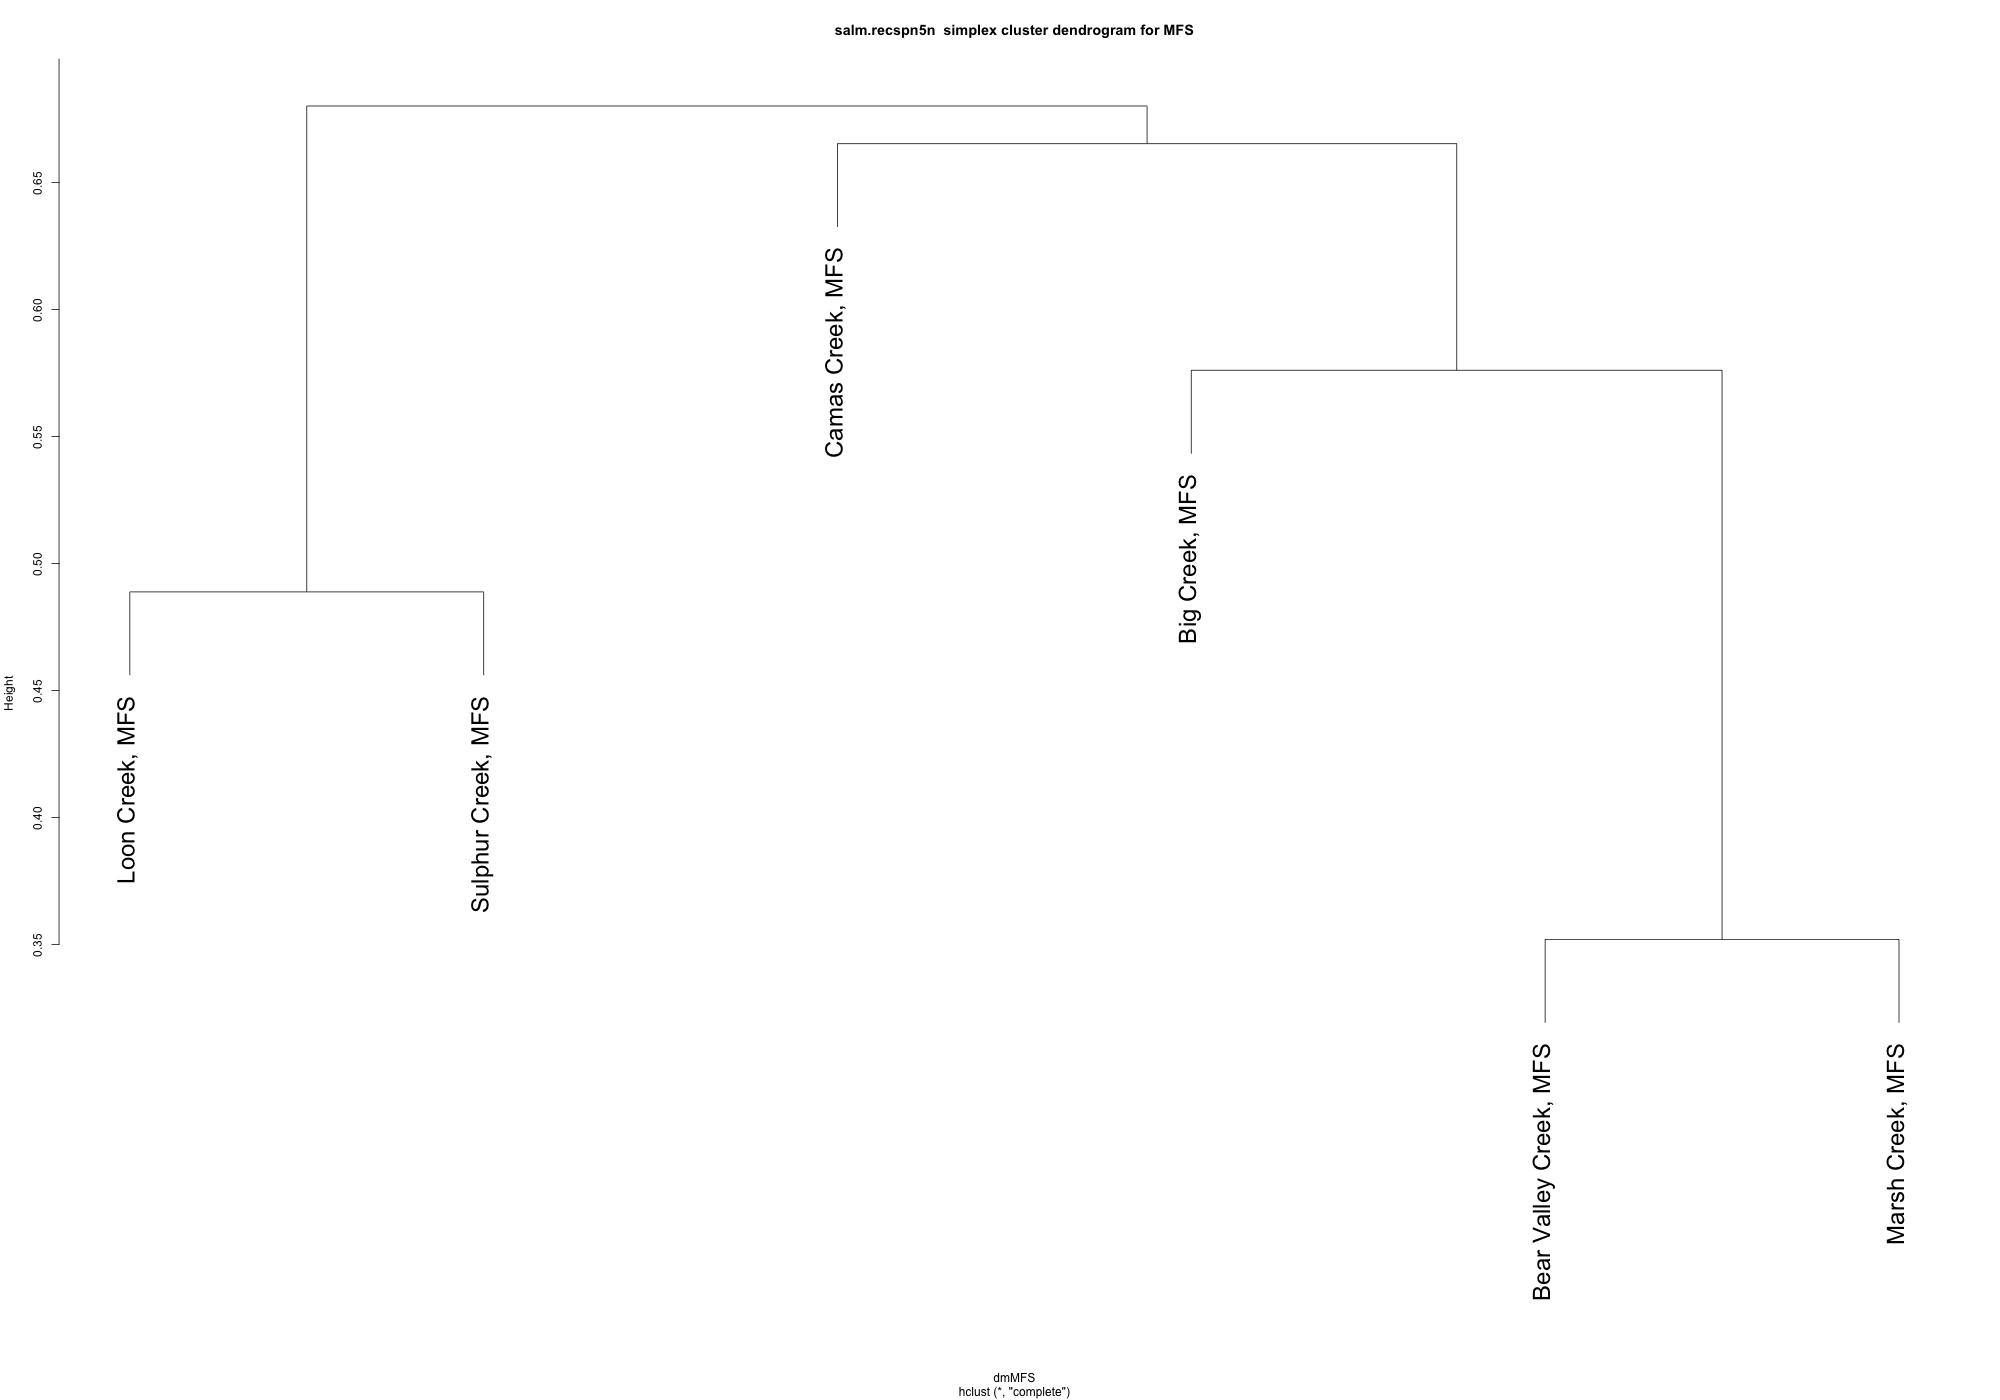 salm.recspn5n  simplex cluster dendrogram for MFS
Height
0.65
0.60
0.55
0.50
0.45
0.40
0.35
Loon Creek, MFS
Sulphur Creek, MFS
Camas Creek, MFS
Big Creek, MFS
Bear Valley Creek, MFS
Marsh Creek, MFS
dmMFS
hclust (*, "complete")